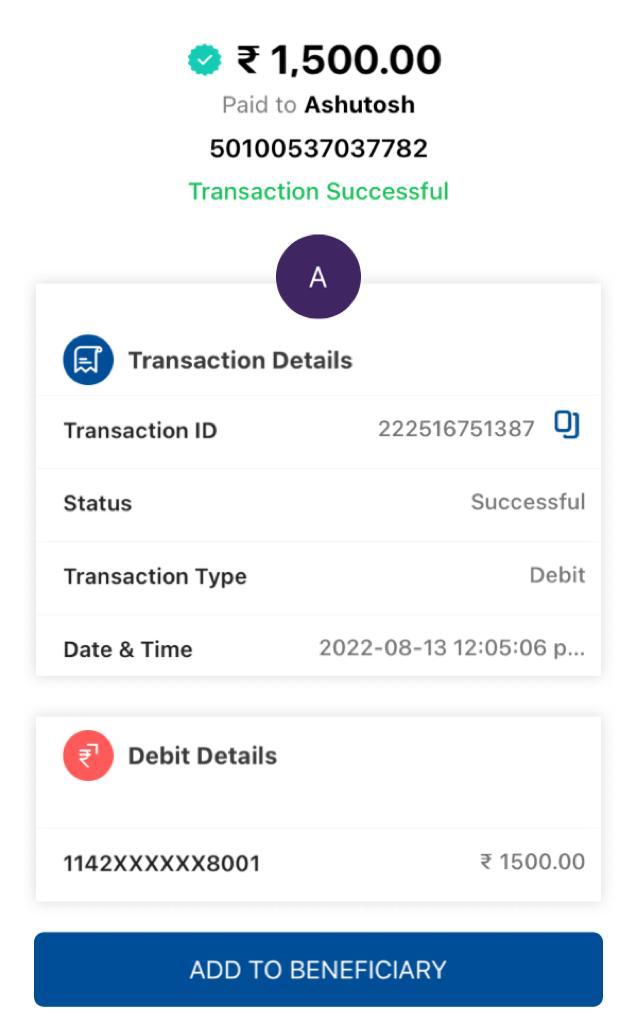 ₹ 1,500.00
Paid to Ashutosh
50100537037782
Transaction Successful
A
Transaction Details
Transaction ID 222516751387
Status Successful
Transaction Type Debit
Date & Time 2022-08-13 12:05:06 p...
₹
Debit Details
1142XXXXXX8001 ₹ 1500.00
ADD TO BENEFICIARY